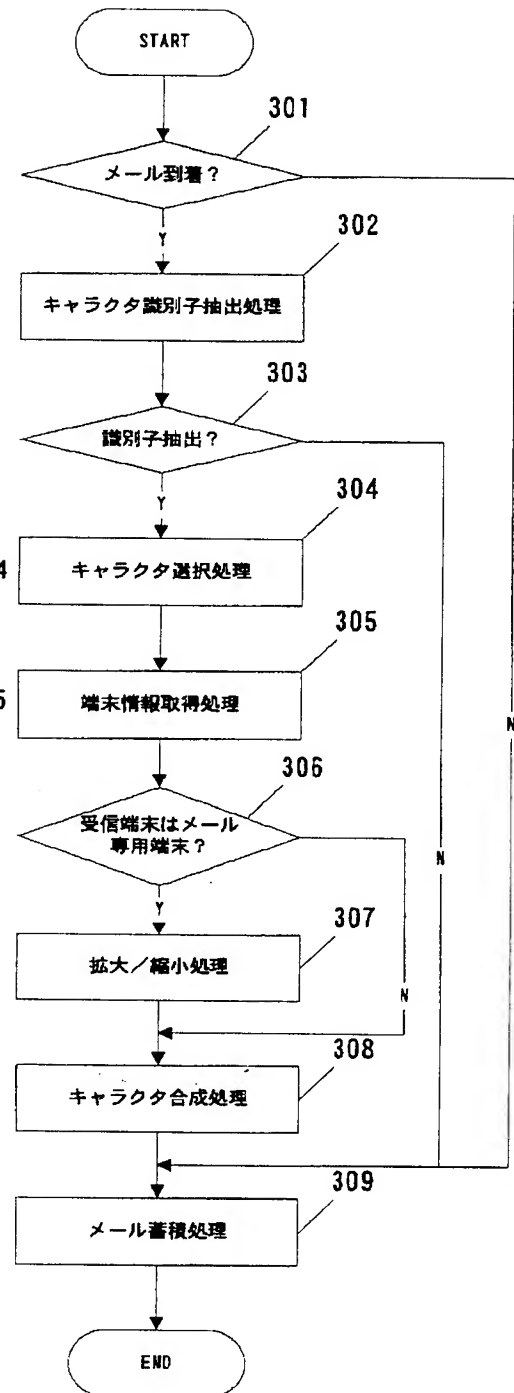 START
301
メール到着？
Y
302
キャラクタ識別子抽出処理
303
識別子抽出？
Y
304
4
キャラクタ選択処理
305
5
端末情報取得処理
N
306
受信端末はメール
専用端末？
N
Y
307
拡大／縮小処理
N
308
キャラクタ合成処理
309
メール蓄積処理
END